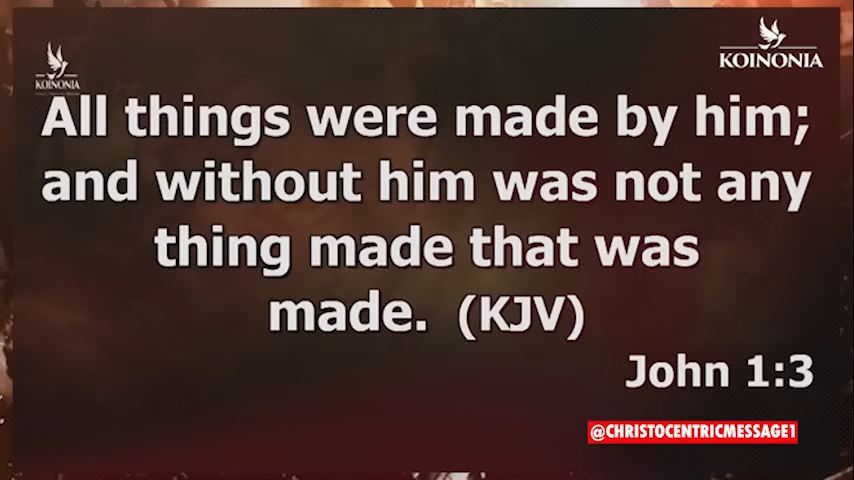 KOINONIA
KOINONIA
All things were made by him;
and without him was not any
thing made that was
made. (KJV)
John 1:3
@CHRISTOCENTRICMESSAGE1